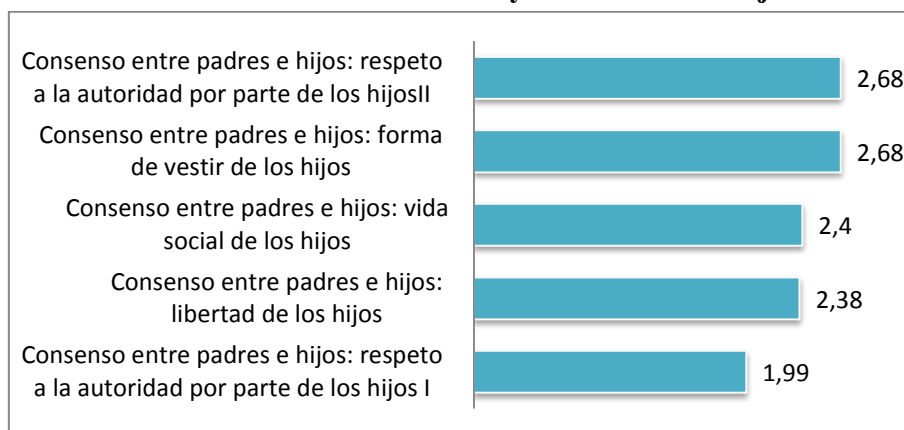 Consenso entre padres e hijos: respeto
a la autoridad por parte de los hijosII
2,68
Consenso entre padres e hijos: forma
de vestir de los hijos
2,68
Consenso entre padres e hijos: vida
social de los hijos
2,4
Consenso entre padres e hijos:
libertad de los hijos
2,38
Consenso entre padres e hijos: respeto
a la autoridad por parte de los hijos I
1,99